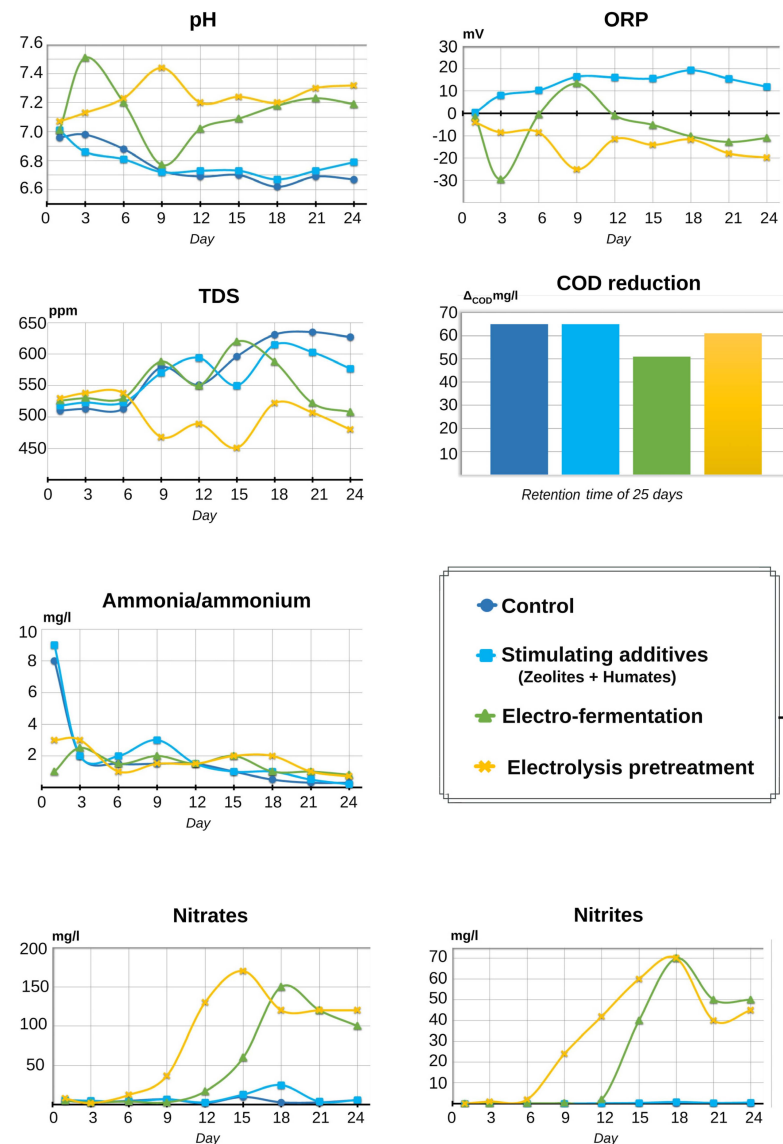 pH
7.6
7.4
7.2
7.0
6.8
6.6
0 3 6 9 12 15 18 21 24
Day
ORP
mV
30
20
10
0
-10
-20
-30
0 3 6 9 12 15 18 21 24
Day
TDS
ppm
650
600
550
500
450
0 3 6 9 12 15 18 21 24
Day
COD reduction
ΔCODmg/l
70
60
50
40
30
20
10
Retention time of 25 days
Ammonia/ammonium
mg/l
10
8
6
4
2
0 3 6 9 12 15 18 21 24
Day
Control
Stimulating additives
(Zeolites + Humates)
Electro-fermentation
Electrolysis pretreatment
Nitrates
mg/l
200
150
100
50
0 3 6 9 12 15 18 21 24
Day
Nitrites
mg/l
70
60
50
40
30
20
10
0 3 6 9 12 15 18 21 24
Day